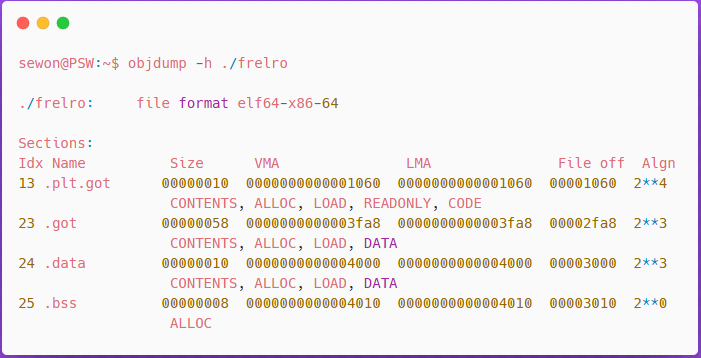 sewon@PSW:~$ objdump -h ./frelro
./frelro:     file format elf64-x86-64
Sections:
Idx Name          Size      VMA               LMA               File off  Algn
13 .plt.got      00000010  0000000000001060  0000000000001060  00001060  2**4
                  CONTENTS, ALLOC, LOAD, READONLY, CODE
23 .got          00000058  0000000000003fa8  0000000000003fa8  00002fa8  2**3
                  CONTENTS, ALLOC, LOAD, DATA
24 .data         00000010  0000000000004000  0000000000004000  00003000  2**3
                  CONTENTS, ALLOC, LOAD, DATA
25 .bss          00000008  0000000000004010  0000000000004010  00003010  2**0
                  ALLOC